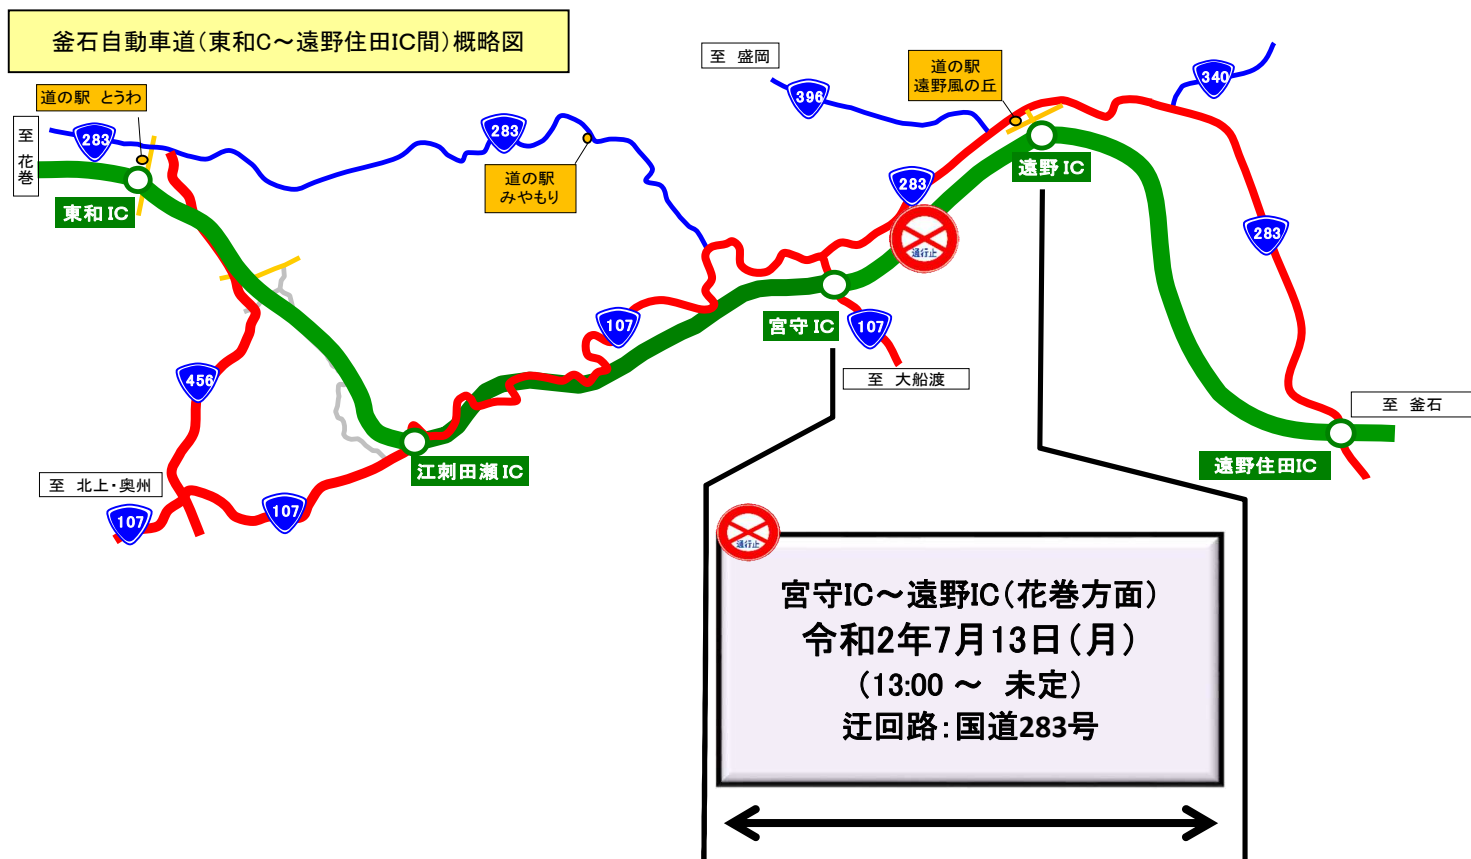 釜石自動車道(東和IC～遠野住田IC間)概略図
至 盛岡
道の駅
遠野風の丘
340
396
道の駅 とうわ
至 花巻
283
283
道の駅
みやもり
283
遠野 IC
東和 IC
283
通行止
107
宮守 IC
107
456
至 大船渡
至 釜石
江刺田瀬 IC
遠野住田IC
至 北上・奥州
107
107
通行止
宮守IC～遠野IC(花巻方面)
令和2年7月13日(月)
(13:00 ～ 未定)
迂回路:国道283号